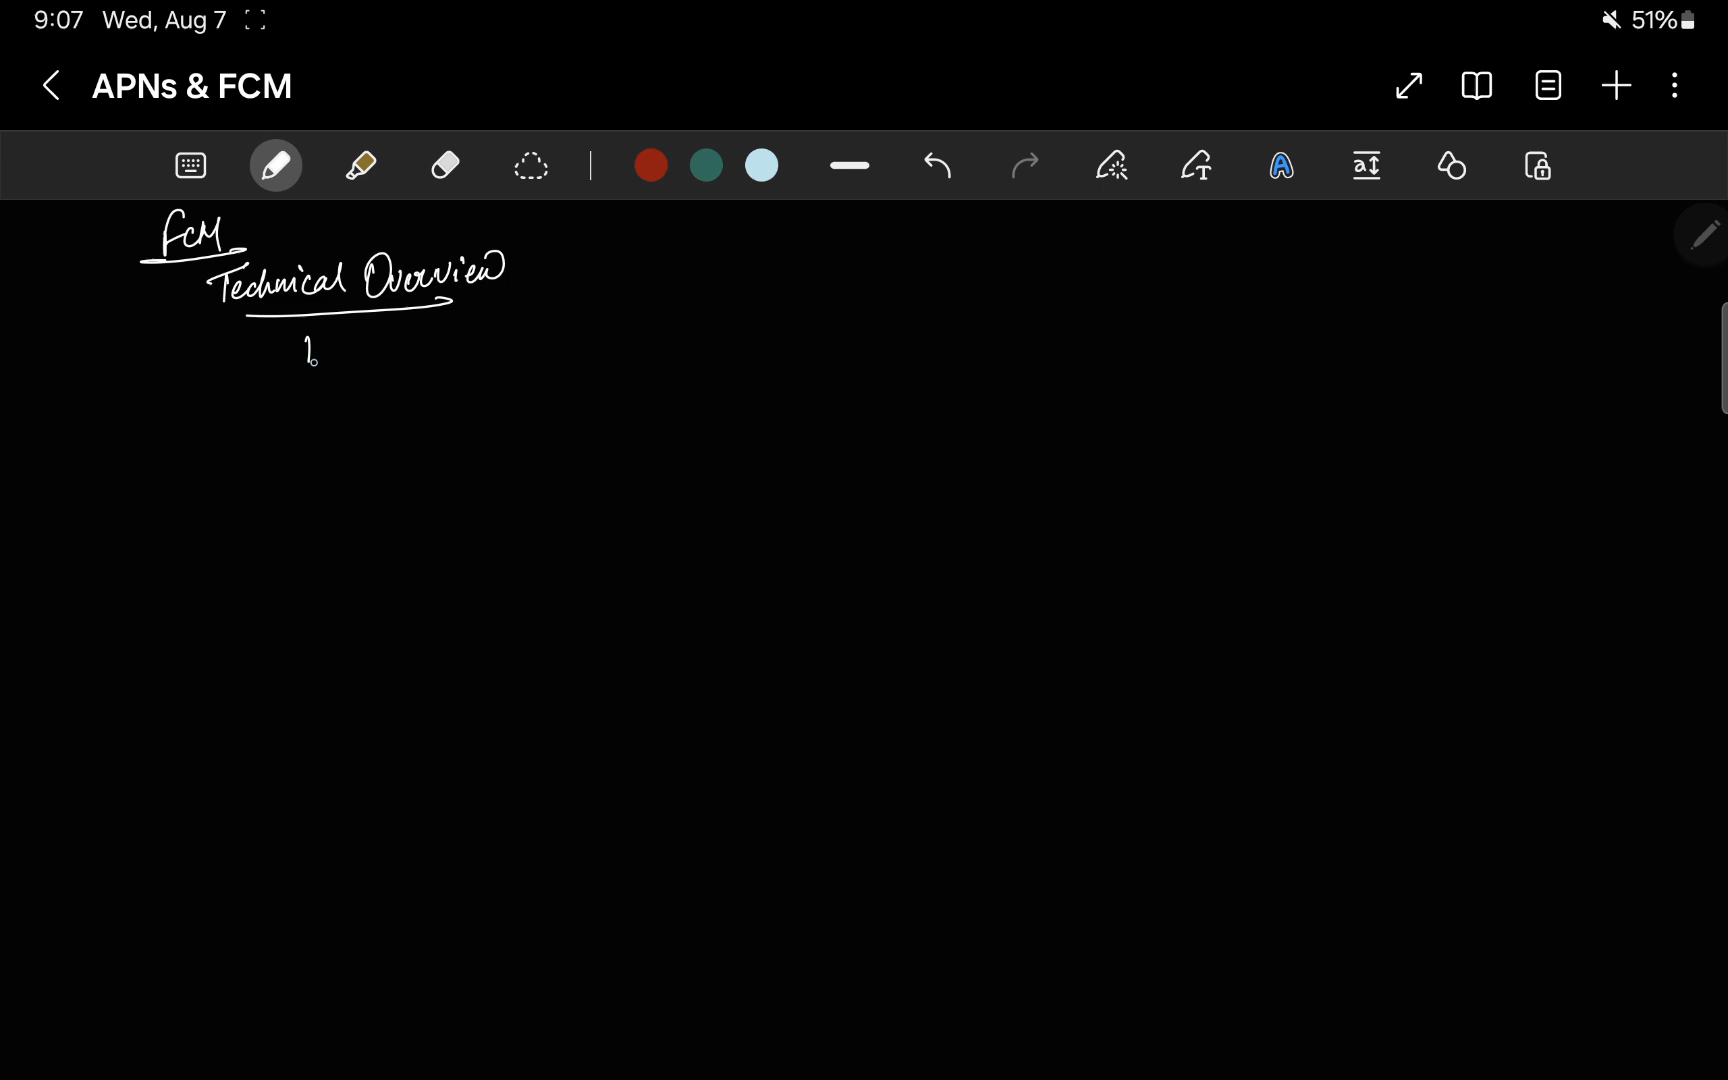 9:07 Wed, Aug 7 51%
APNs & FCM
FCM
Technical Overview
1.